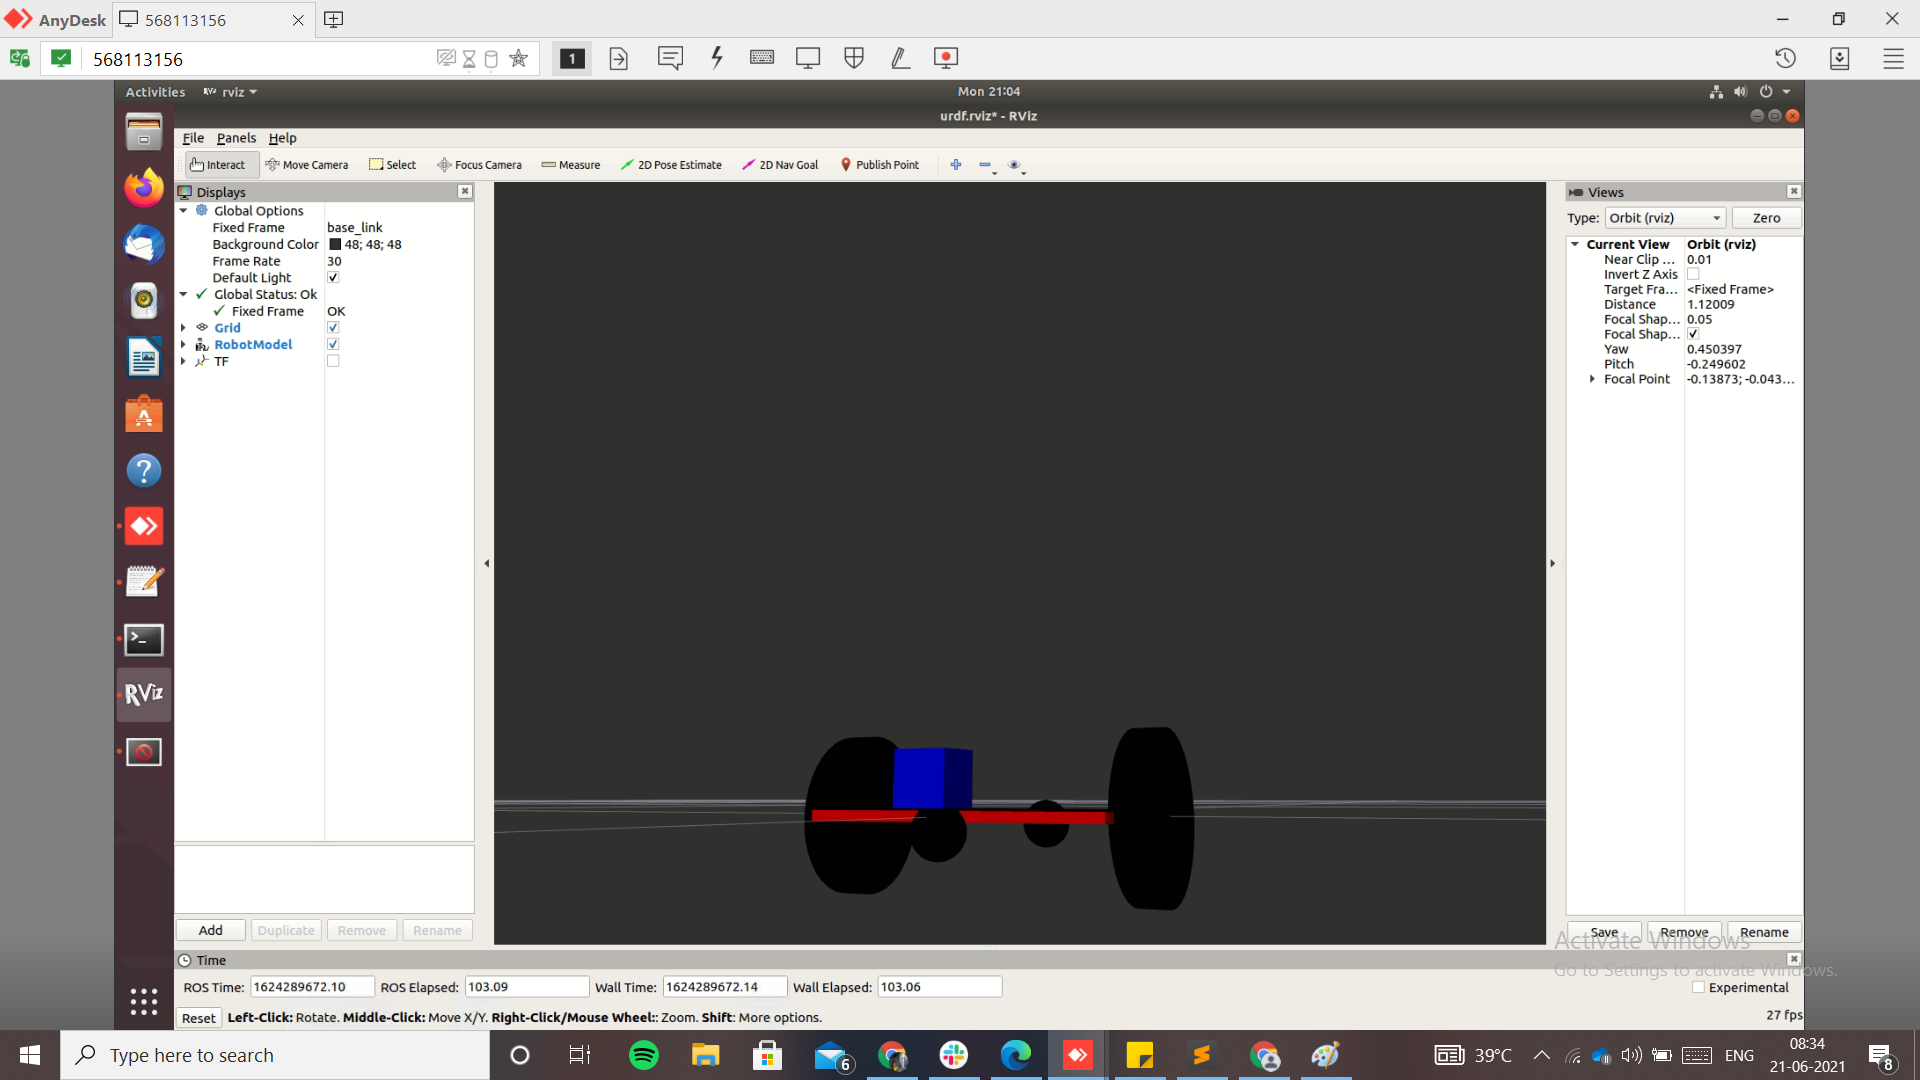 AnyDesk 568113156
568113156
1
Activities rviz Mon 21:04
urdf.rviz* - RViz
File Panels Help
Interact Move Camera Select Focus Camera Measure 2D Pose Estimate 2D Nav Goal Publish Point
Displays
Global Options
Fixed Frame base_link
Background Color 48; 48; 48
Frame Rate 30
Default Light
Global Status: Ok
Fixed Frame OK
Grid
RobotModel
TF
Add Duplicate Remove Rename
Views
Type: Orbit (rviz) Zero
Current View Orbit (rviz)
Near Clip ... 0.01
Invert Z Axis
Target Fra... <Fixed Frame>
Distance 1.12009
Focal Shap... 0.05
Focal Shap...
Yaw 0.450397
Pitch -0.249602
Focal Point -0.13873; -0.043...
Save Remove Rename
Activate Windows
Go to Settings to activate Windows.
Time
ROS Time: 1624289672.10 ROS Elapsed: 103.09 Wall Time: 1624289672.14 Wall Elapsed: 103.06
Experimental
Reset Left-Click: Rotate. Middle-Click: Move X/Y. Right-Click/Mouse Wheel:: Zoom. Shift: More options.
27 fps
RViz
Type here to search
6
39°C
ENG
08:34
21-06-2021
8